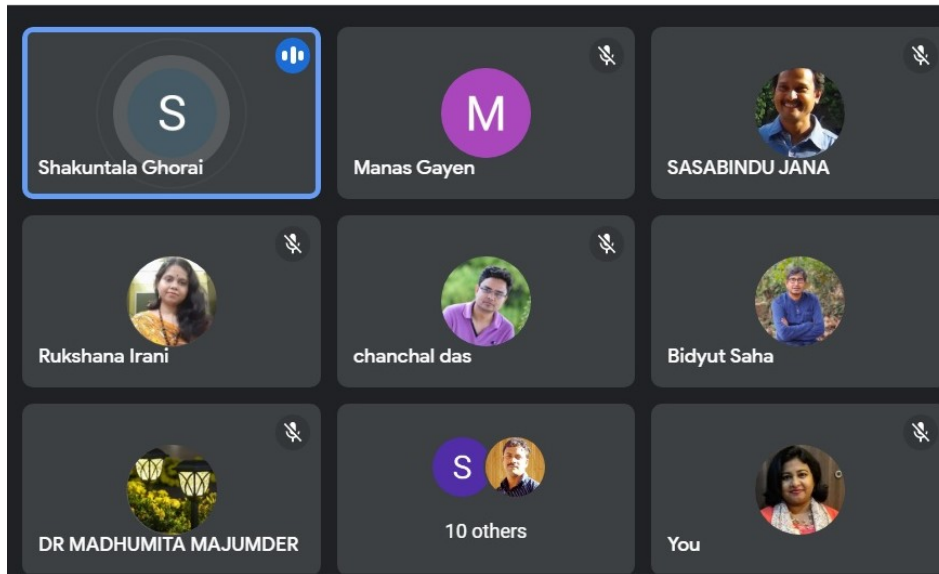 S
Shakuntala Ghorai
M
Manas Gayen
SASABINDU JANA
Rukshana Irani
chanchal das
Bidyut Saha
DR MADHUMITA MAJUMDER
S
10 others
You